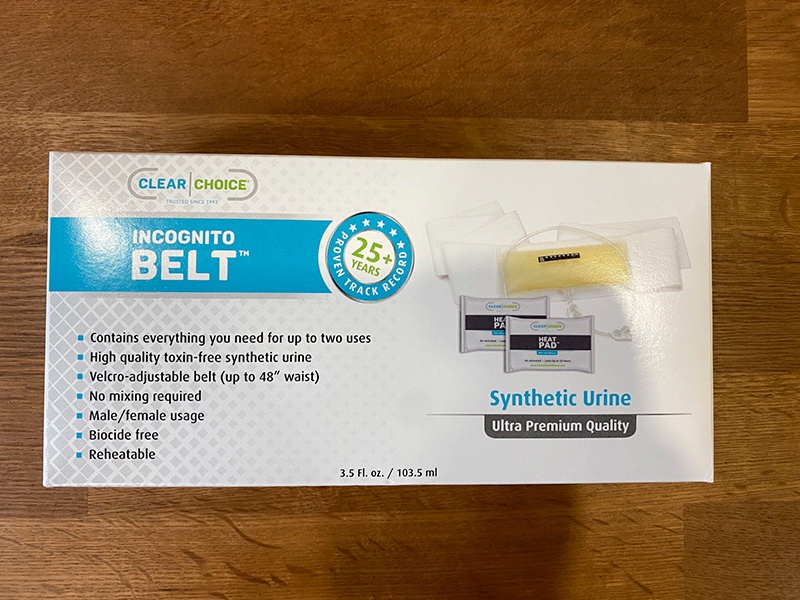 CLEAR CHOICE
TRUSTED SINCE 1993
INCOGNITO
BELT™
PROVEN TRACK RECORD
25+
YEARS
Contains everything you need for up to two uses
High quality toxin-free synthetic urine
Velcro-adjustable belt (up to 48" waist)
No mixing required
Male/female usage
Biocide free
Reheatable
3.5 Fl. oz. / 103.5 ml
HEAT
PA
CLEAR CHOICE
HEAT
PAD
Synthetic Urine
Ultra Premium Quality